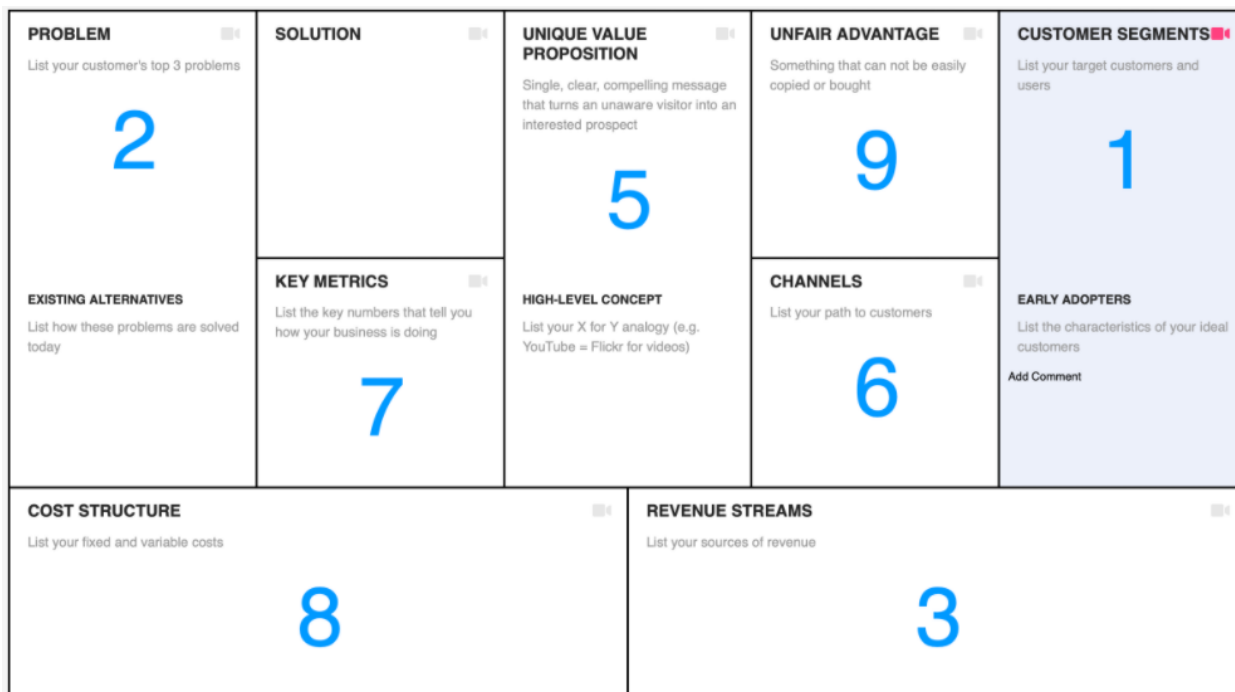 PROBLEM
List your customer's top 3 problems
2
EXISTING ALTERNATIVES
List how these problems are solved
today
SOLUTION
KEY METRICS
List the key numbers that tell you
how your business is doing
7
UNIQUE VALUE
PROPOSITION
Single, clear, compelling message
that turns an unaware visitor into an
interested prospect
5
HIGH-LEVEL CONCEPT
List your X for Y analogy (e.g.
YouTube = Flickr for videos)
UNFAIR ADVANTAGE
Something that can not be easily
copied or bought
9
CHANNELS
List your path to customers
6
CUSTOMER SEGMENTS
List your target customers and
users
1
EARLY ADOPTERS
List the characteristics of your ideal
customers
Add Comment
COST STRUCTURE
List your fixed and variable costs
8
REVENUE STREAMS
List your sources of revenue
3